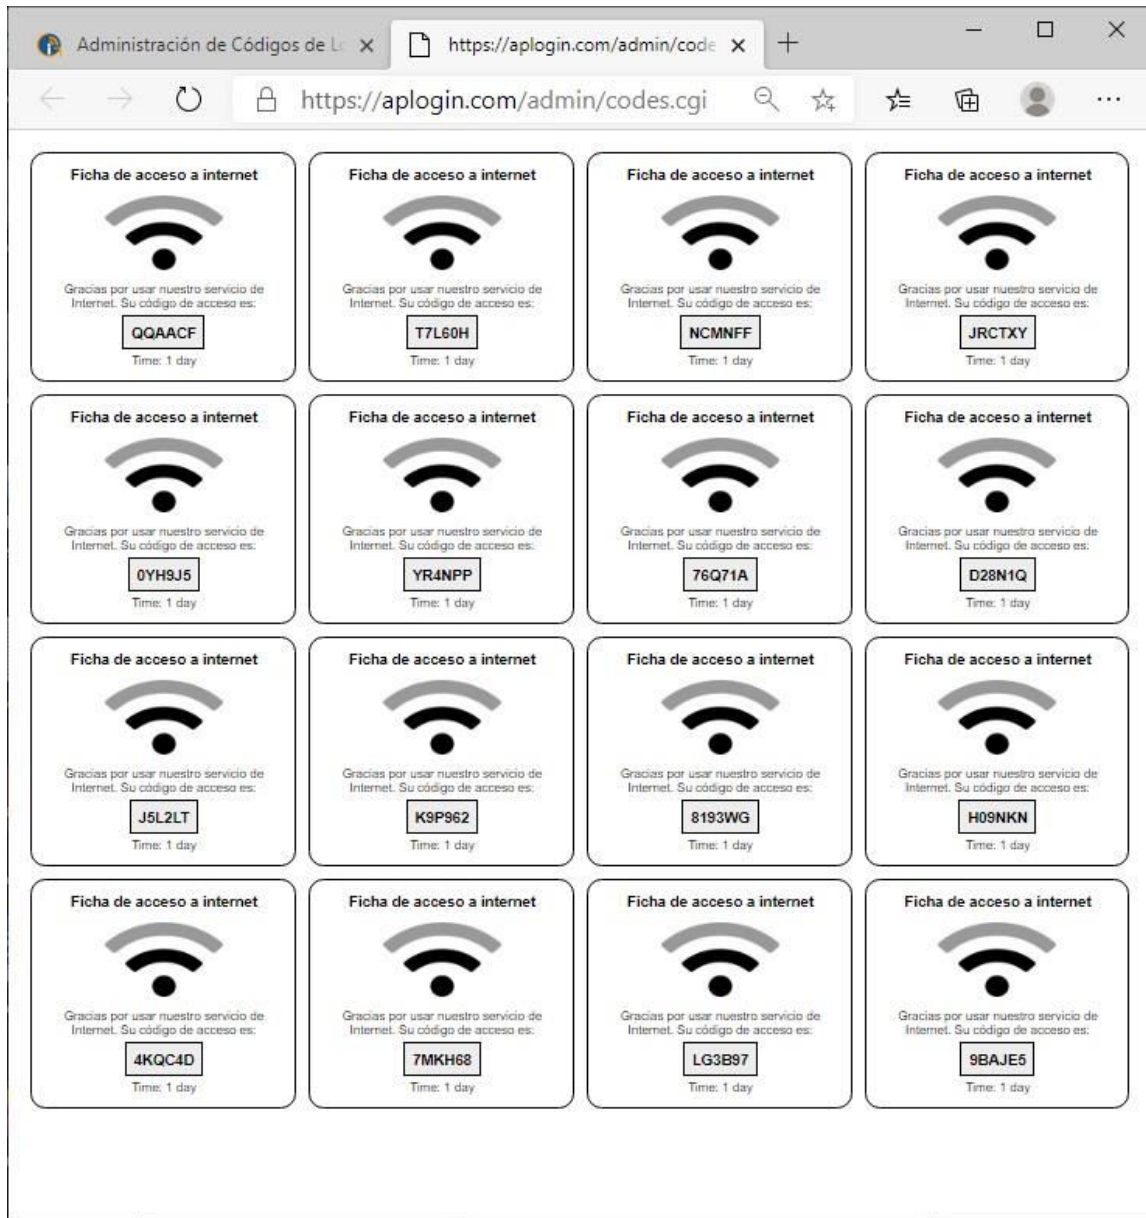 Administración de Códigos de Lo
https://aplogin.com/admin/code
https://aplogin.com/admin/codes.cgi
Ficha de acceso a internet
Gracias por usar nuestro servicio de
Internet. Su código de acceso es:
QQAACF
Time: 1 day
Ficha de acceso a internet
Gracias por usar nuestro servicio de
Internet. Su código de acceso es:
T7L60H
Time: 1 day
Ficha de acceso a internet
Gracias por usar nuestro servicio de
Internet. Su código de acceso es:
NCMNFF
Time: 1 day
Ficha de acceso a internet
Gracias por usar nuestro servicio de
Internet. Su código de acceso es:
JRCTXY
Time: 1 day
Ficha de acceso a internet
Gracias por usar nuestro servicio de
Internet. Su código de acceso es:
0YH9J5
Time: 1 day
Ficha de acceso a internet
Gracias por usar nuestro servicio de
Internet. Su código de acceso es:
YR4NPP
Time: 1 day
Ficha de acceso a internet
Gracias por usar nuestro servicio de
Internet. Su código de acceso es:
76Q71A
Time: 1 day
Ficha de acceso a internet
Gracias por usar nuestro servicio de
Internet. Su código de acceso es:
D28N1Q
Time: 1 day
Ficha de acceso a internet
Gracias por usar nuestro servicio de
Internet. Su código de acceso es:
J5L2LT
Time: 1 day
Ficha de acceso a internet
Gracias por usar nuestro servicio de
Internet. Su código de acceso es:
K9P962
Time: 1 day
Ficha de acceso a internet
Gracias por usar nuestro servicio de
Internet. Su código de acceso es:
8193WG
Time: 1 day
Ficha de acceso a internet
Gracias por usar nuestro servicio de
Internet. Su código de acceso es:
H09NKN
Time: 1 day
Ficha de acceso a internet
Gracias por usar nuestro servicio de
Internet. Su código de acceso es:
4KQC4D
Time: 1 day
Ficha de acceso a internet
Gracias por usar nuestro servicio de
Internet. Su código de acceso es:
7MKH68
Time: 1 day
Ficha de acceso a internet
Gracias por usar nuestro servicio de
Internet. Su código de acceso es:
LG3B97
Time: 1 day
Ficha de acceso a internet
Gracias por usar nuestro servicio de
Internet. Su código de acceso es:
9BAJE5
Time: 1 day